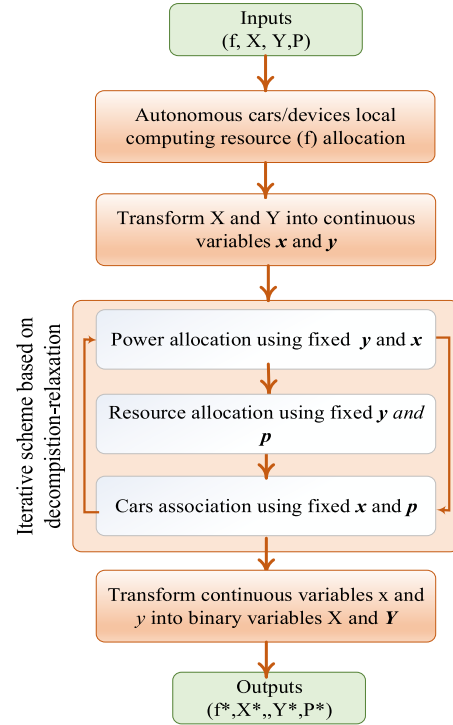 Inputs
(f, X, Y,P)
Autonomous cars/devices local
computing resource (f) allocation
Transform X and Y into continuous
variables x and y
Iterative scheme based on
decompistion-relaxation
Power allocation using fixed y and x
Resource allocation using fixed y and
p
Cars association using fixed x and p
Transform continuous variables x and
y into binary variables X and Y
Outputs
(f*,X*,,Y*,P*)